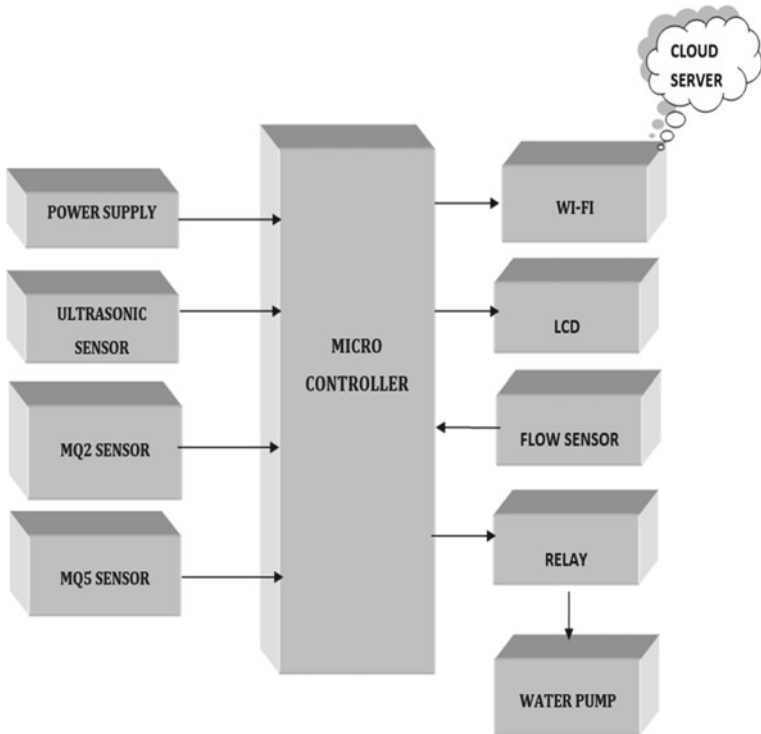 CLOUD
SERVER
POWER SUPPLY
WI-FI
ULTRASONIC
SENSOR
LCD
MICRO
CONTROLLER
MQ2 SENSOR
FLOW SENSOR
MQ5 SENSOR
RELAY
WATER PUMP